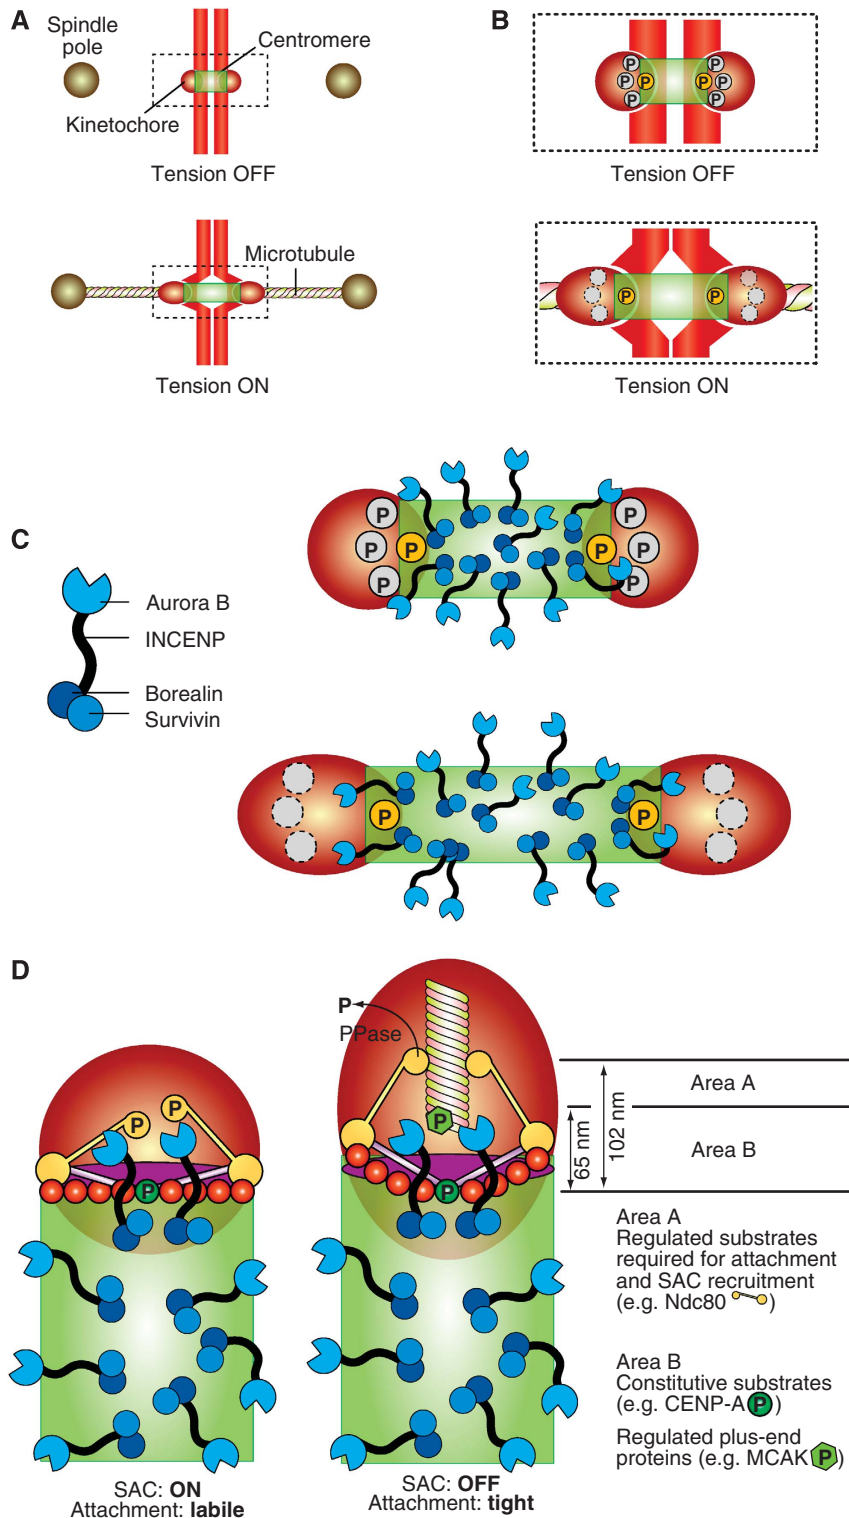 A
Spindle
pole
Centromere
Kinetochore
Tension OFF
Microtubule
Tension ON
B
P
P
P
P
P
P
P
P
Tension OFF
P
P
Tension ON
C
Aurora B
INCENP
Borealin
Survivin
P
P
P
P
P
P
P
P
P
P
D
P
P
P
SAC: ON
Attachment: labile
P
PPase
P
P
SAC: OFF
Attachment: tight
65 nm
102 nm
Area A
Area B
Area A
Regulated substrates
required for attachment
and SAC recruitment
(e.g. Ndc80 )
Area B
Constitutive substrates
(e.g. CENP-A P )
Regulated plus-end
proteins (e.g. MCAK P )